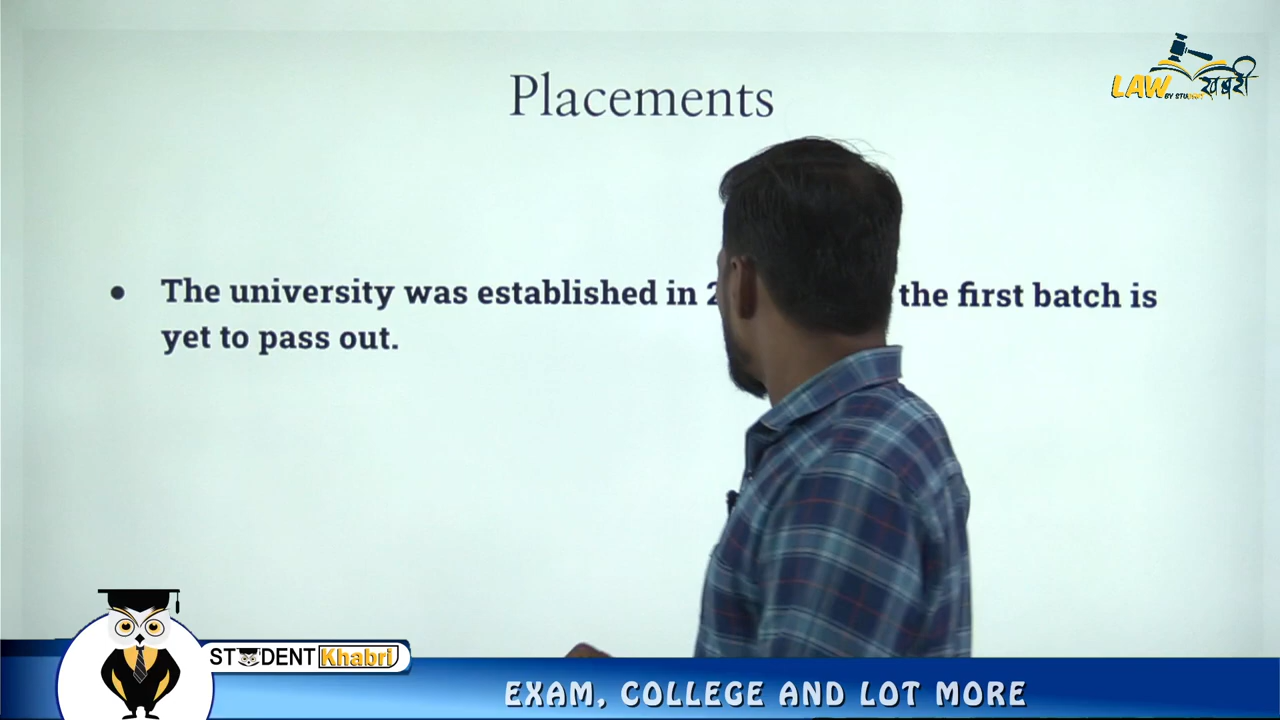 Placements
LAW खबरी
• The university was established in the first batch is
yet to pass out.
STUDENT Khabri
EXAM, COLLEGE AND LOT MORE